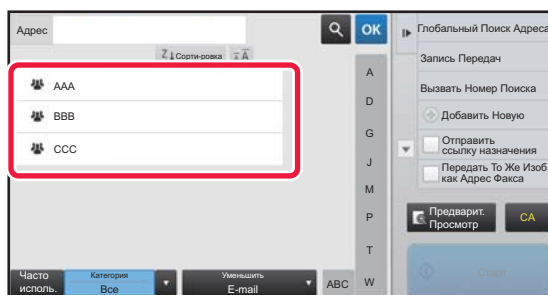 Адрес
OK
Сорти-ровка
AAA
BBB
CCC
A
D
G
J
M
P
T
W
ABC
Часто
исполь.
Категория
Все
Уменьшить
E-mail
Глобальный Поиск Адреса
Запись Передач
Вызвать Номер Поиска
Добавить Новую
Отправить
ссылку назначения
Передать То Же Изоб.
как Адрес Факса
Предварит.
Просмотр
CA
Старт